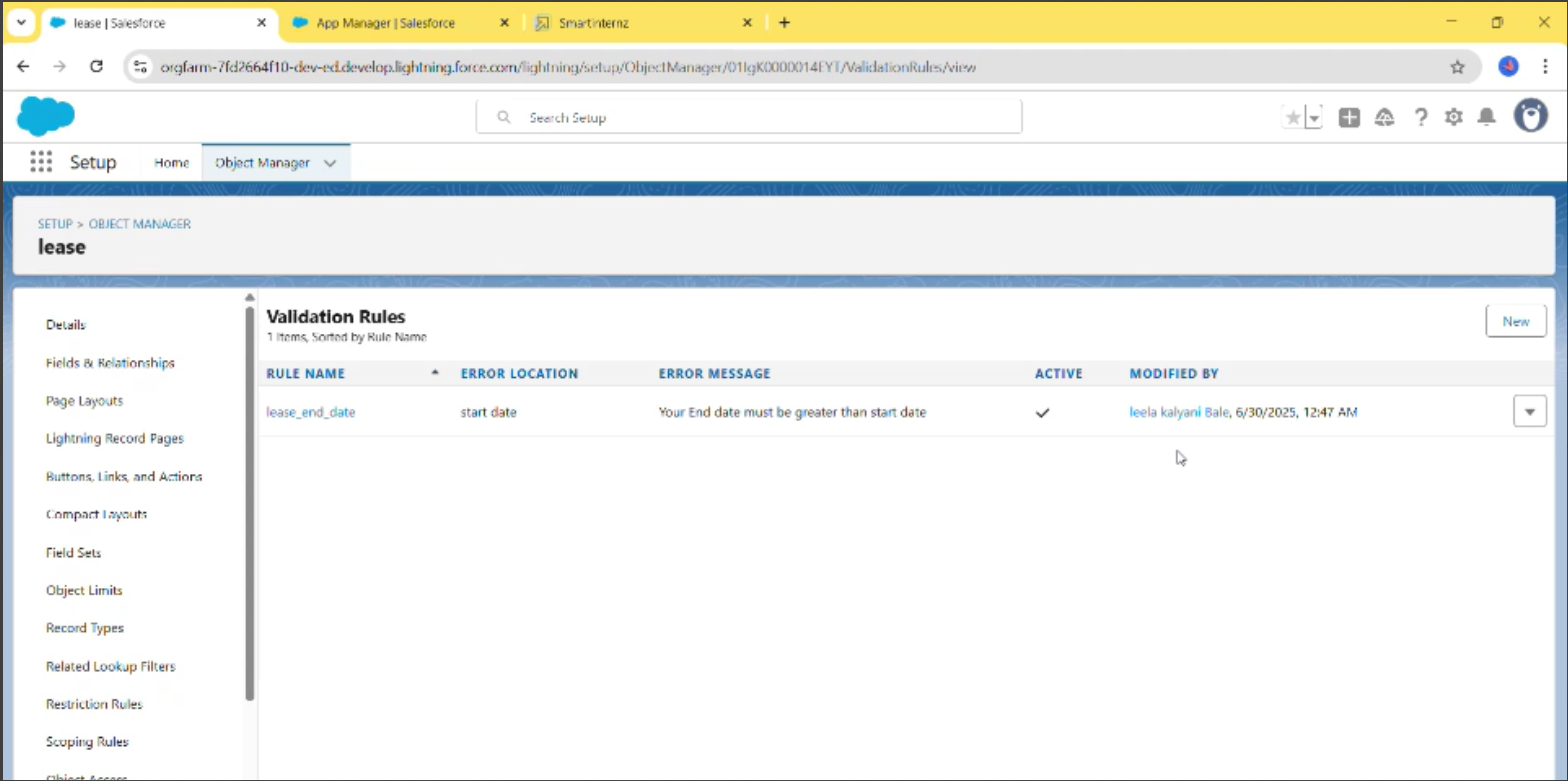 lease | Salesforce
App Manager | Salesforce
Smartinternz
orgfarm-7fd2664f10-dev-ed.develop.lightning.force.com/lightning/setup/ObjectManager/01IgK0000014EYT/ValidationRules/view
Search Setup
Setup
Home
Object Manager
SETUP > OBJECT MANAGER
lease
Details
Fields & Relationships
Page Layouts
Lightning Record Pages
Buttons, Links, and Actions
Compact Layouts
Field Sets
Object Limits
Record Types
Related Lookup Filters
Restriction Rules
Scoping Rules
Object Access
Validation Rules
1 Items, Sorted by Rule Name
New
RULE NAME ERROR LOCATION ERROR MESSAGE ACTIVE MODIFIED BY
lease_end_date start date Your End date must be greater than start date leela kalyani Bale, 6/30/2025, 12:47 AM